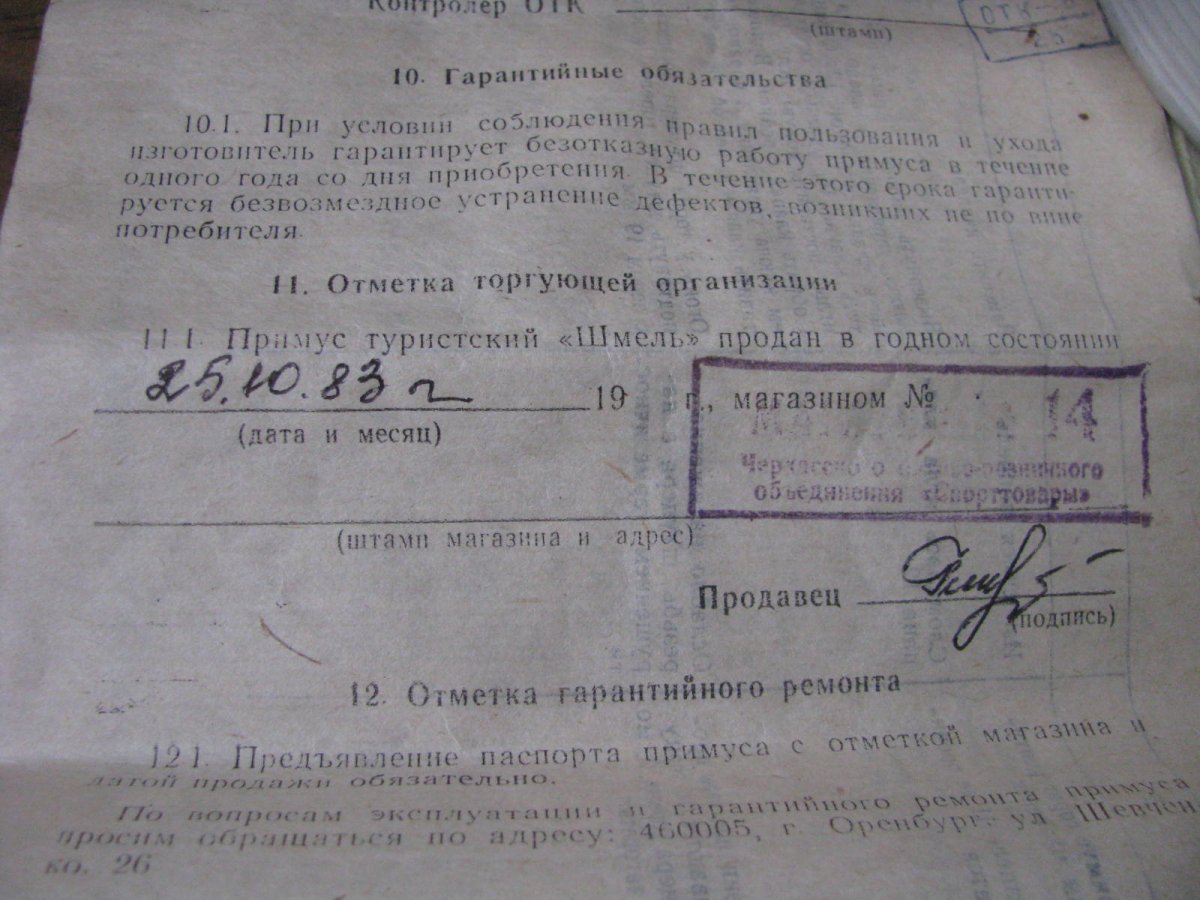 Контролер ОТК
(штамп)
ОТК
10. Гарантийные обязательства
10.1. При условии соблюдения правил пользования и ухода
изготовитель гарантирует безотказную работу примуса в течение
одного года со дня приобретения. В течение этого срока гаранти-
руется безвозмездное устранение дефектов, возникших не по вине
потребителя.
11. Отметка торгующей организации
11.1. Примус туристский «Шмель» продан в годном состоянии
25.10.83 г 19 г., магазином №
14
(дата и месяц)
розничного
объединения «Спорттовары»
(штамп магазина и адрес)
Продавец
(подпись)
12. Отметка гарантийного ремонта
12.1. Предъявление паспорта примуса с отметкой магазина и
датой продажи обязательно.
По вопросам эксплуатации и гарантийного ремонта примуса
просим обращаться по адресу: 460005, г. Оренбург, ул. Шевчен
ко. 26